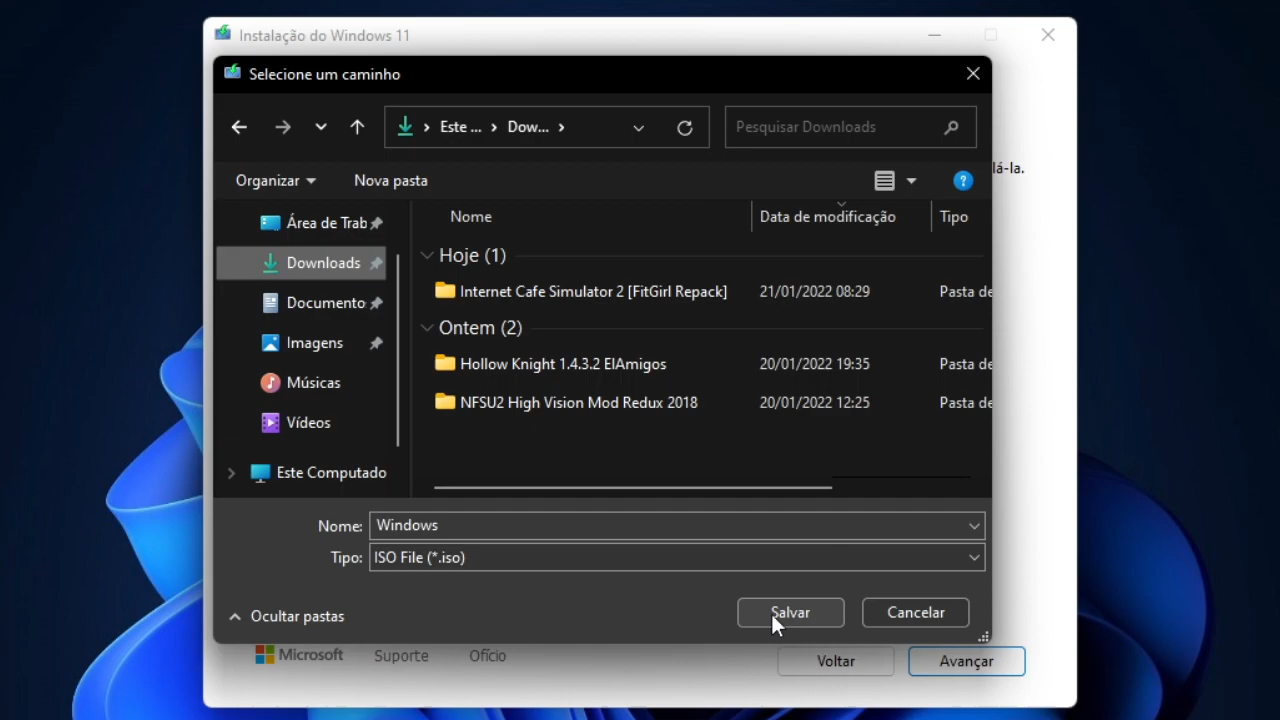 Instalação do Windows 11
Selecione um caminho
Este ... Dow...
Pesquisar Downloads
lá-la.
Organizar Nova pasta
?
Nome Data de modificação Tipo
Área de Trab
Downloads
Documento
Imagens
Músicas
Vídeos
Este Computado
Hoje (1)
Internet Cafe Simulator 2 [FitGirl Repack] 21/01/2022 08:29 Pasta de
Ontem (2)
Hollow Knight 1.4.3.2 ElAmigos 20/01/2022 19:35 Pasta de
NFSU2 High Vision Mod Redux 2018 20/01/2022 12:25 Pasta de
Nome: Windows
Tipo: ISO File (*.iso)
Ocultar pastas
Salvar Cancelar
Microsoft Suporte Ofício
Voltar Avançar